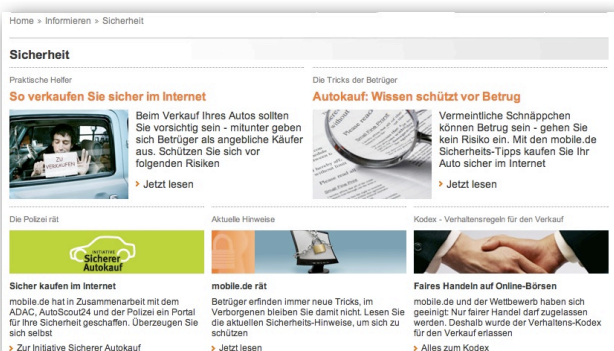 Home » Informieren » Sicherheit
Sicherheit
Praktische Helfer
So verkaufen Sie sicher im Internet
ZU
VERKAUFEN
Beim Verkauf Ihres Autos sollten
Sie vorsichtig sein - mitunter geben
sich Betrüger als angebliche Käufer
aus. Schützen Sie sich vor
folgenden Risiken
Jetzt lesen
Die Tricks der Betrüger
Autokauf: Wissen schützt vor Betrug
Vermeintliche Schnäppchen
können Betrug sein - gehen Sie
kein Risiko ein. Mit den mobile.de
Sicherheits-Tipps kaufen Sie Ihr
Auto sicher im Internet
Jetzt lesen
Die Polizei rät
INITIATIVE
Sicherer
Autokauf
Sicher kaufen im Internet
mobile.de hat in Zusammenarbeit mit dem
ADAC, AutoScout24 und der Polizei ein Portal
für Ihre Sicherheit geschaffen. Überzeugen Sie
sich selbst
Zur Initiative Sicherer Autokauf
Aktuelle Hinweise
mobile.de rät
Betrüger erfinden immer neue Tricks, im
Verborgenen bleiben Sie damit nicht. Lesen Sie
die aktuellen Sicherheits-Hinweise, um sich zu
schützen
Jetzt lesen
Kodex - Verhaltensregeln für den Verkauf
Faires Handeln auf Online-Börsen
mobile.de und der Wettbewerb haben sich
geeinigt: Nur fairer Handel darf zugelassen
werden. Deshalb wurde der Verhaltens-Kodex
für den Verkauf erlassen
Alles zum Kodex